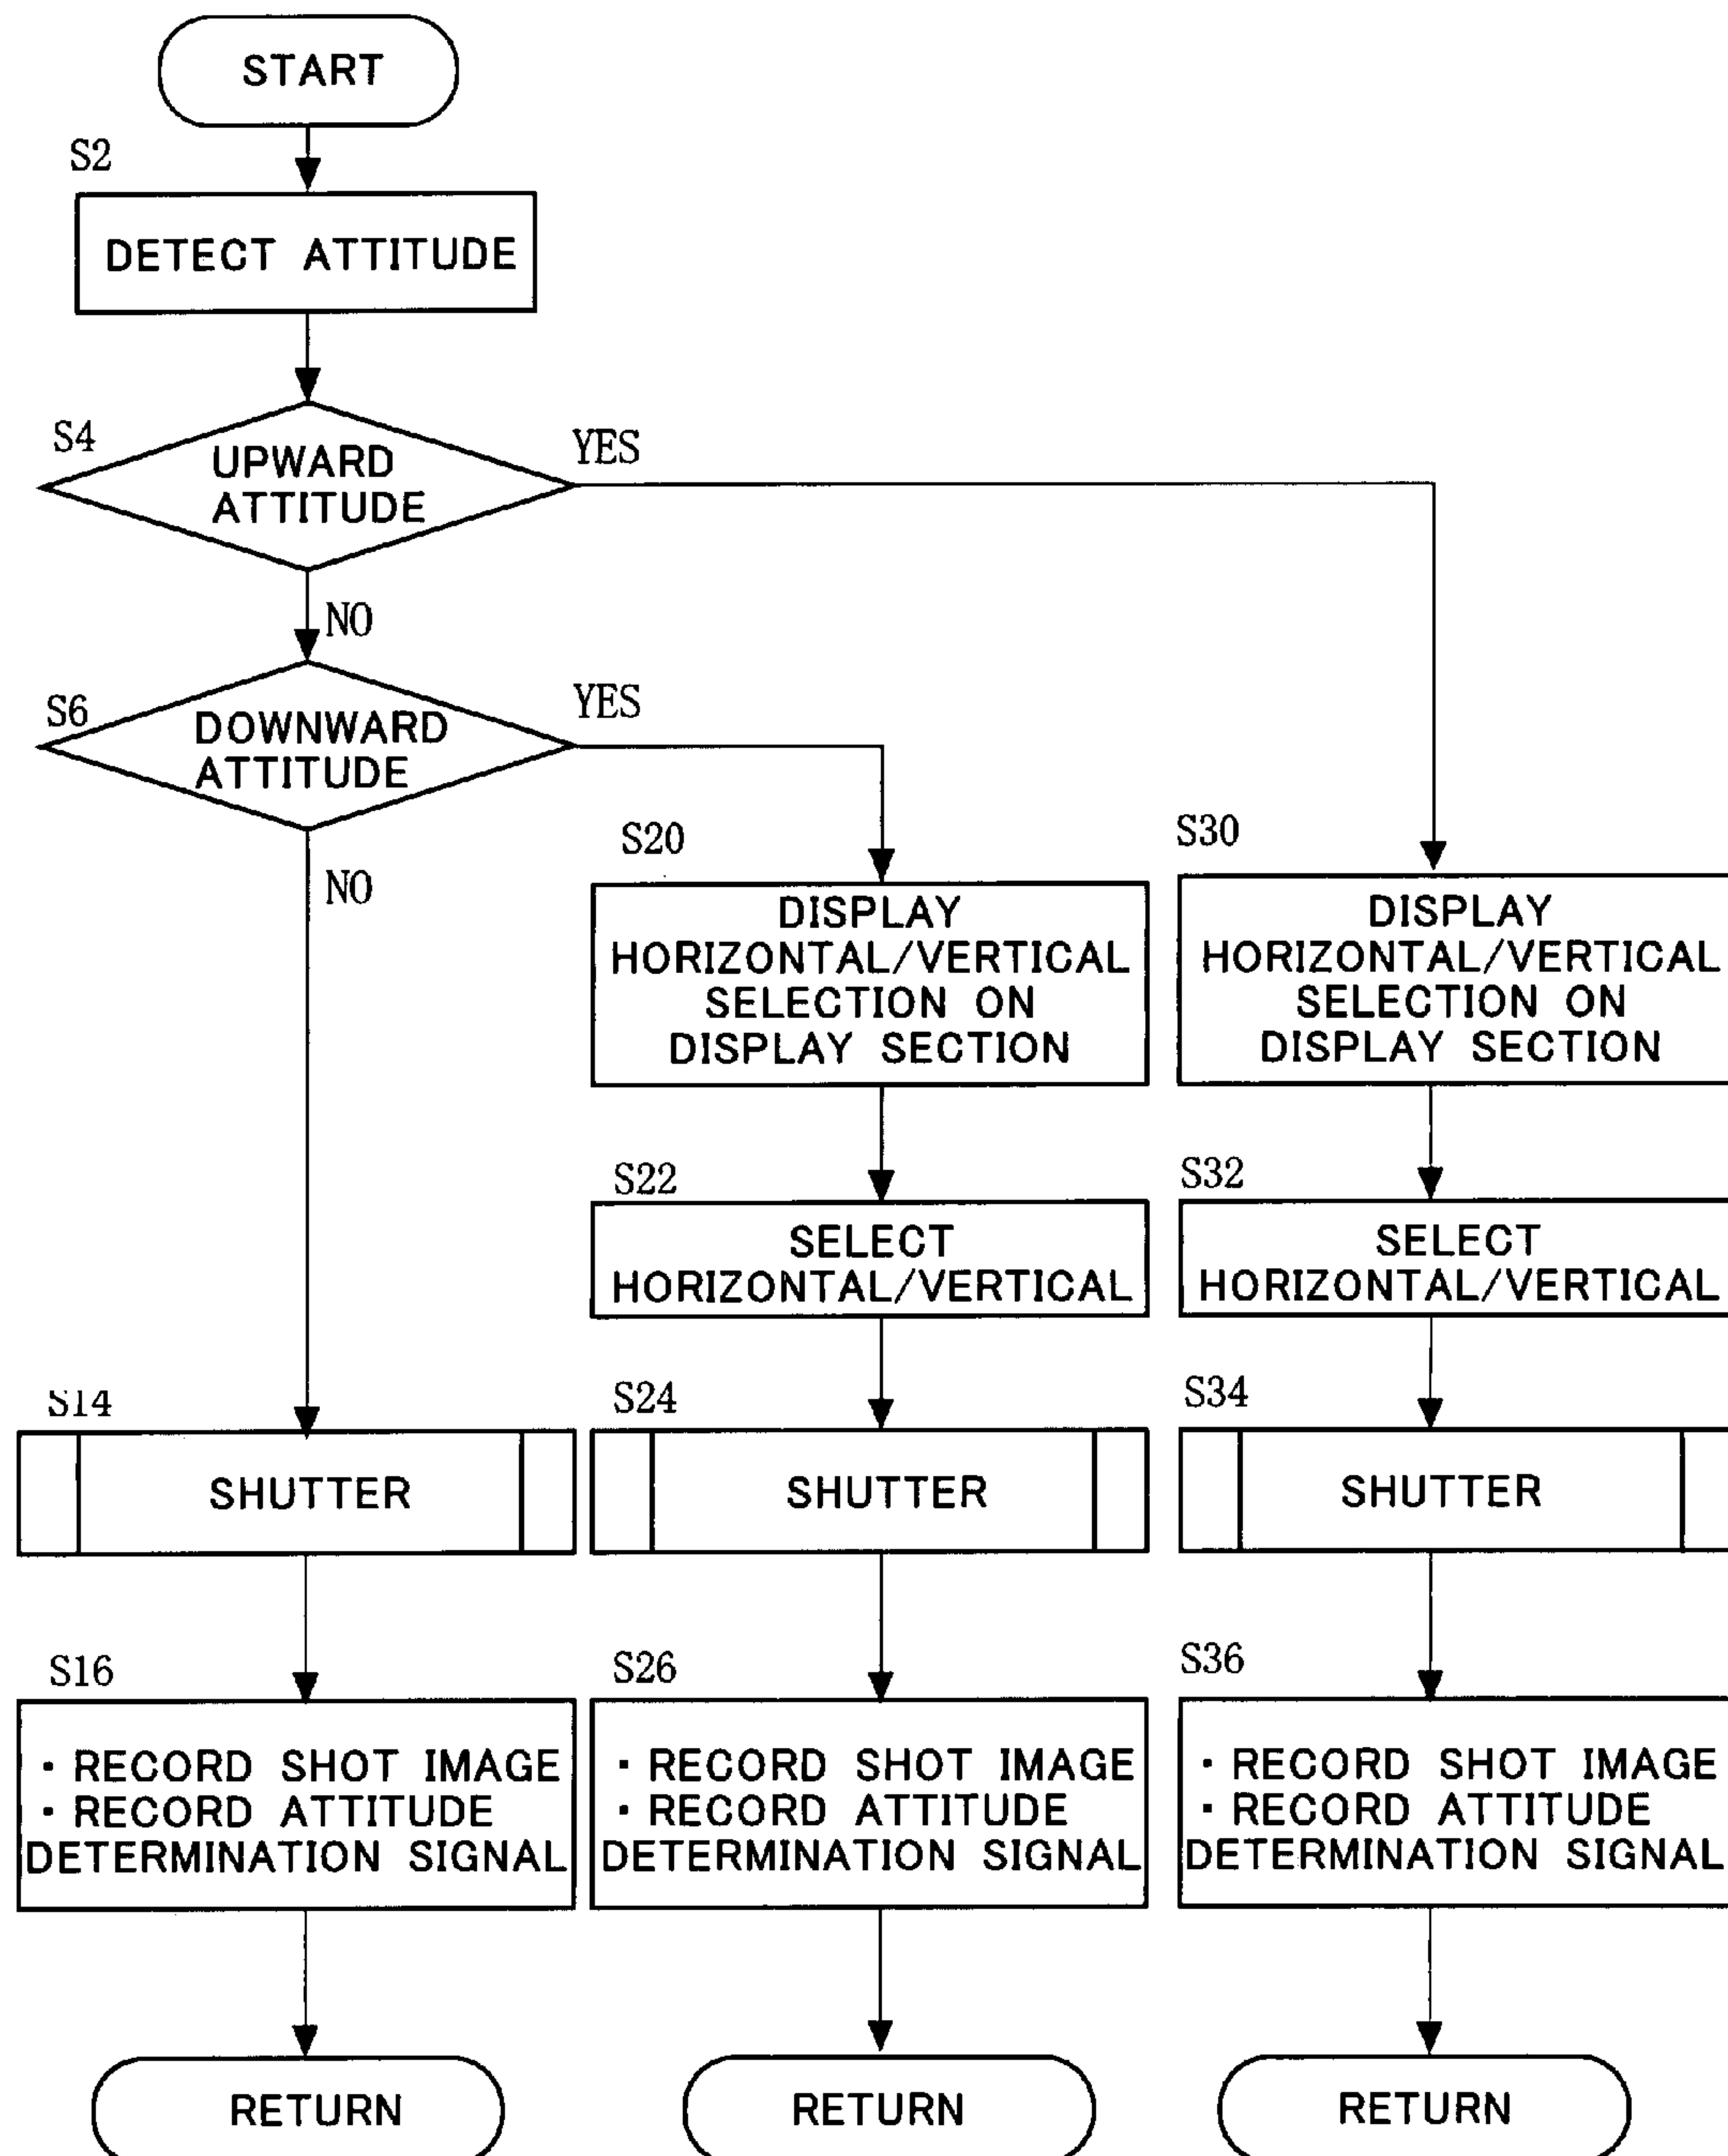 START
S2
DETECT ATTITUDE
S4
UPWARD
ATTITUDE
YES
NO
S6
DOWNWARD
ATTITUDE
YES
NO
S20
DISPLAY
HORIZONTAL/VERTICAL
SELECTION ON
DISPLAY SECTION
S30
DISPLAY
HORIZONTAL/VERTICAL
SELECTION ON
DISPLAY SECTION
S22
SELECT
HORIZONTAL/VERTICAL
S32
SELECT
HORIZONTAL/VERTICAL
S14
SHUTTER
S24
SHUTTER
S34
SHUTTER
S16
・RECORD SHOT IMAGE
・RECORD ATTITUDE
DETERMINATION SIGNAL
S26
・RECORD SHOT IMAGE
・RECORD ATTITUDE
DETERMINATION SIGNAL
S36
・RECORD SHOT IMAGE
・RECORD ATTITUDE
DETERMINATION SIGNAL
RETURN
RETURN
RETURN